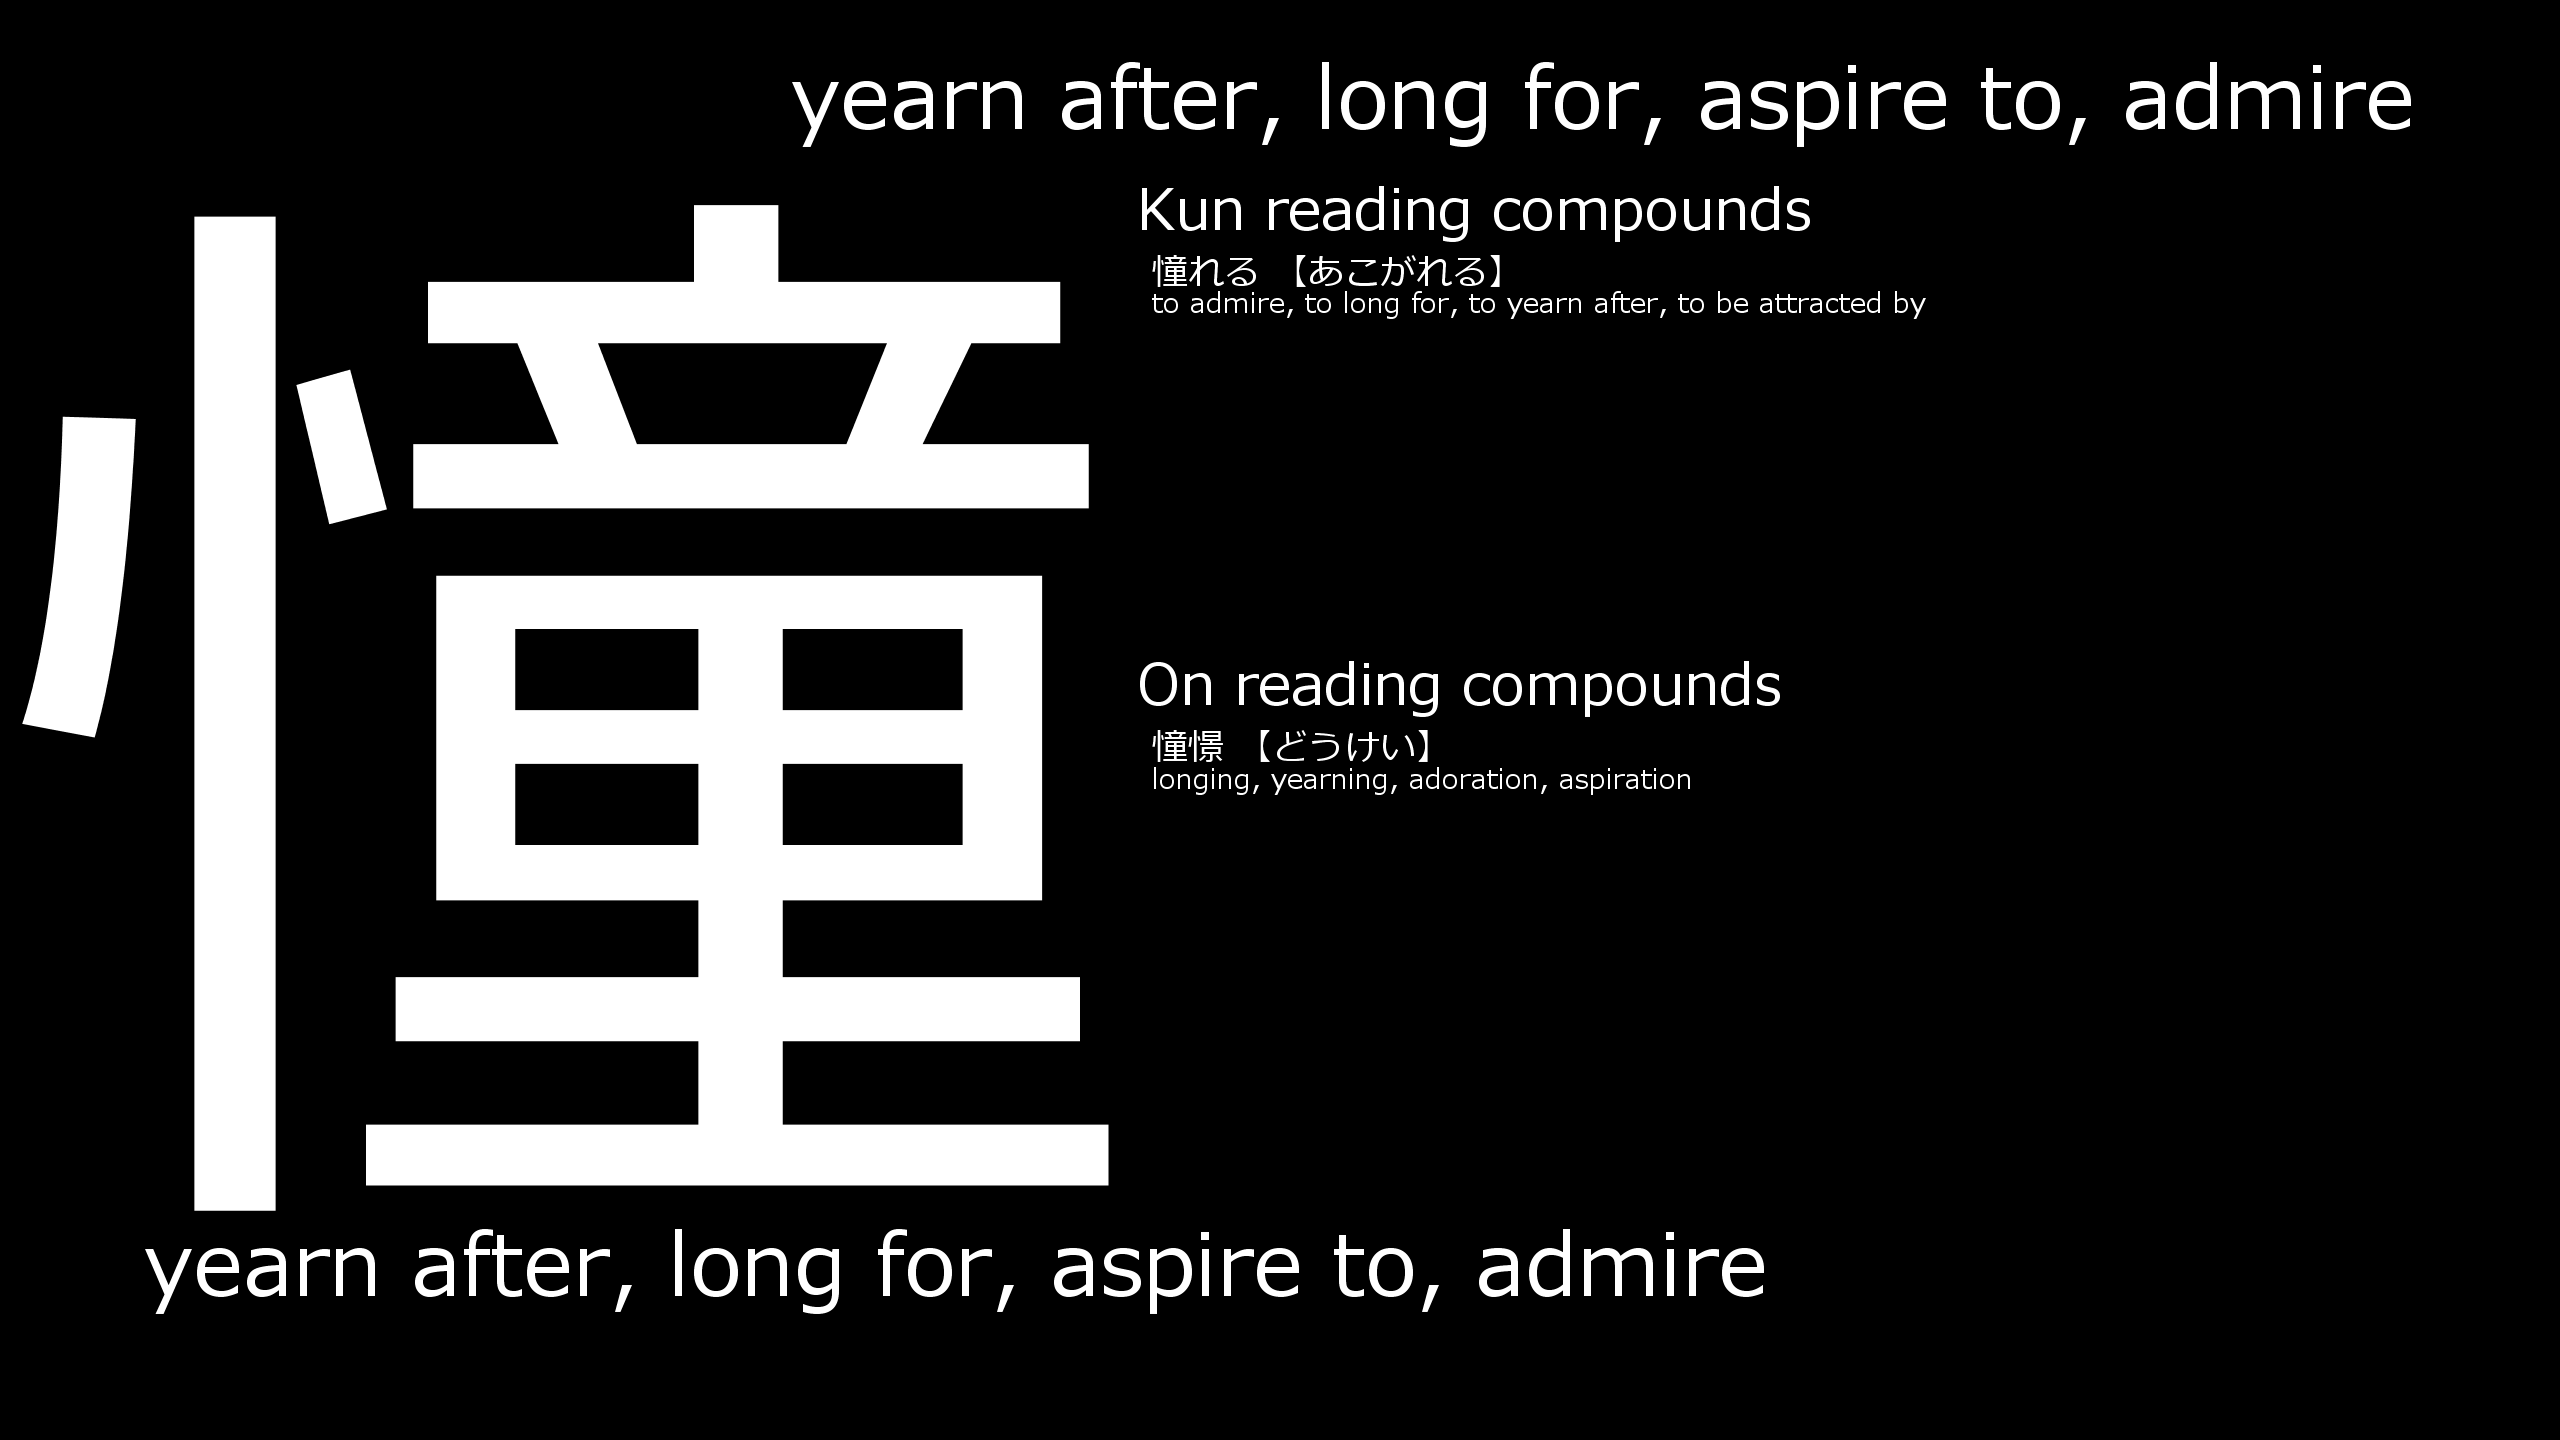 yearn after, long for, aspire to, admire
憧
Kun reading compounds
憧れる 【あこがれる】
to admire, to long for, to yearn after, to be attracted by
On reading compounds
憧憬 【どうけい】
longing, yearning, adoration, aspiration
yearn after, long for, aspire to, admire